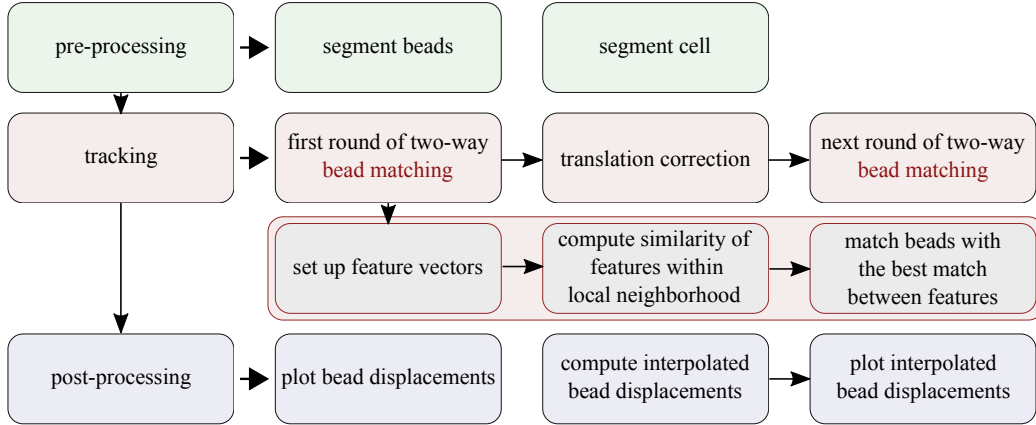 pre-processing
segment beads
segment cell
tracking
first round of two-way
bead matching
translation correction
next round of two-way
bead matching
set up feature vectors
compute similarity of
features within
local neighborhood
match beads with
the best match
between features
post-processing
plot bead displacements
compute interpolated
bead displacements
plot interpolated
bead displacements